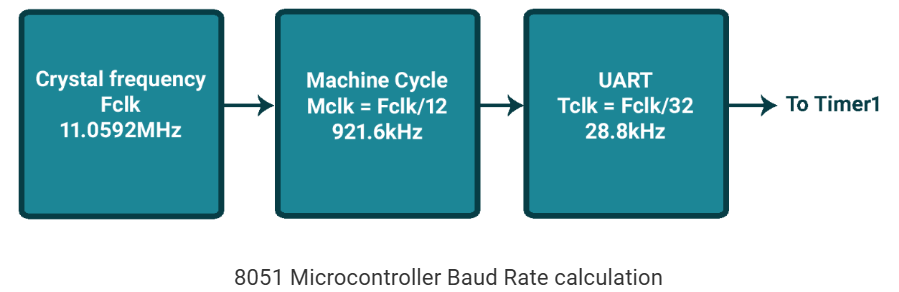 Crystal frequency
Fclk
11.0592MHz
Machine Cycle
Mclk = Fclk/12
921.6kHz
UART
Tclk = Fclk/32
28.8kHz
To Timer1
8051 Microcontroller Baud Rate calculation